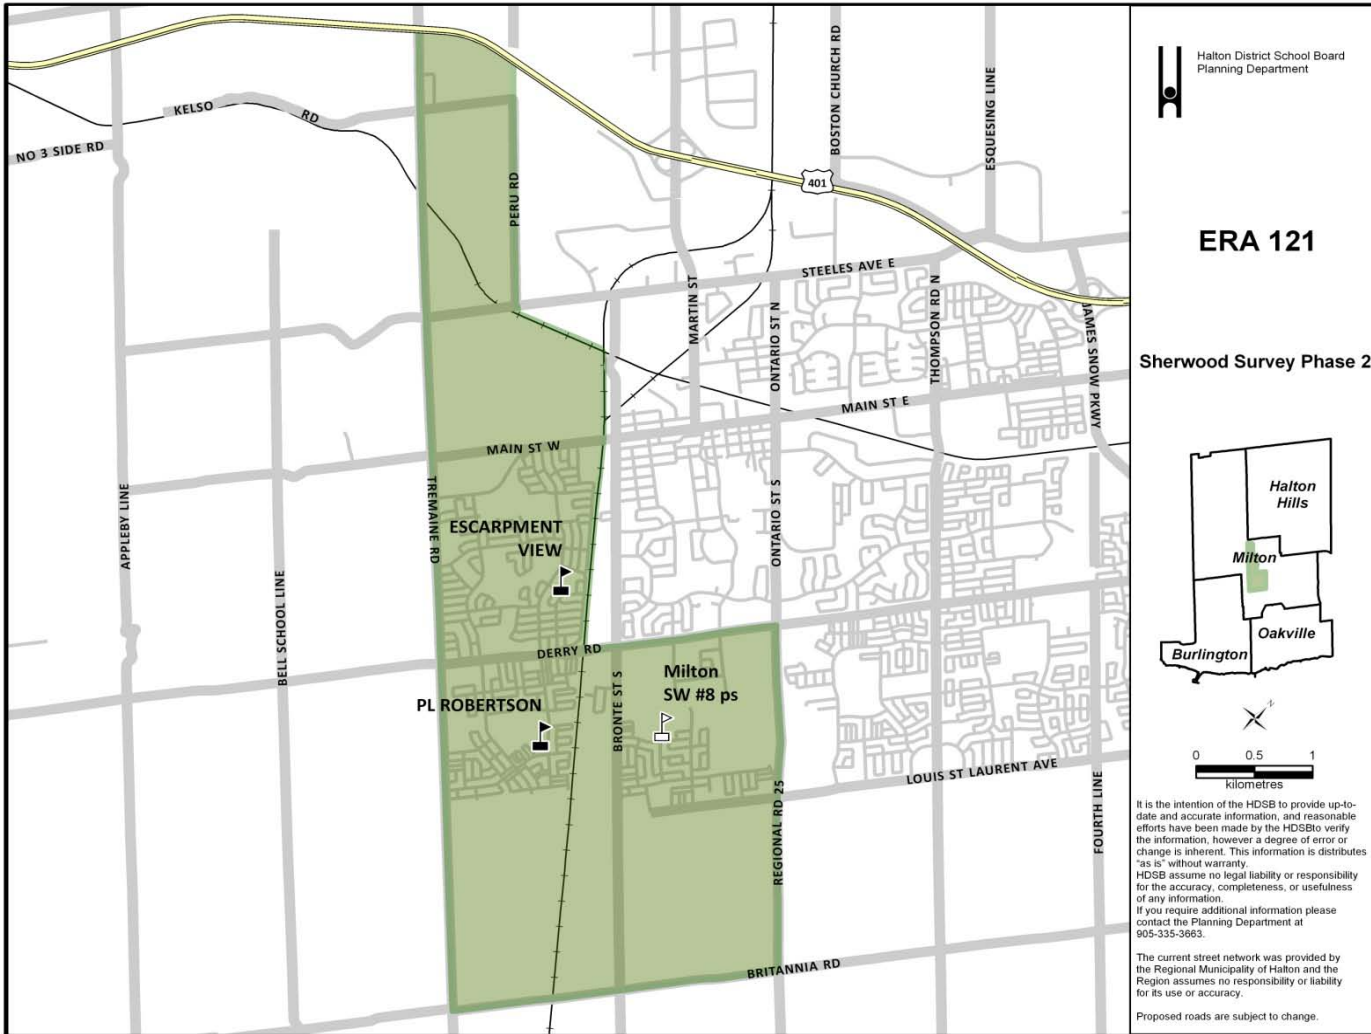 Halton District School Board
Planning Department
ERA 121
Sherwood Survey Phase 2
Halton
Hills
Milton
Oakville
Burlington
N
0 0.5 1
kilometres
It is the intention of the HDSB to provide up-to-
date and accurate information, and reasonable
efforts have been made by the HDSBto verify
the information, however a degree of error or
change is inherent. This information is distributes
"as is" without warranty.
HDSB assume no legal liability or responsibility
for the accuracy, completeness, or usefulness
of any information.
If you require additional information please
contact the Planning Department at
905-335-3663.
The current street network was provided by
the Regional Municipality of Halton and the
Region assumes no responsibility or liability
for its use or accuracy.
Proposed roads are subject to change.
KELSO RD
NO 3 SIDE RD
PERU RD
BOSTON CHURCH RD
ESQUESING LINE
401
STEELES AVE E
MARTIN ST
ONTARIO ST N
THOMPSON RD N
JAMES SNOW PKWY
MAIN ST E
MAIN ST W
TREMAINE RD
APPLEBY LINE
BELL SCHOOL LINE
ESCARPMENT
VIEW
ONTARIO ST S
DERRY RD
PL ROBERTSON
BRONTE ST S
Milton
SW #8 ps
LOUIS ST LAURENT AVE
REGIONAL RD 25
FOURTH LINE
BRITANNIA RD